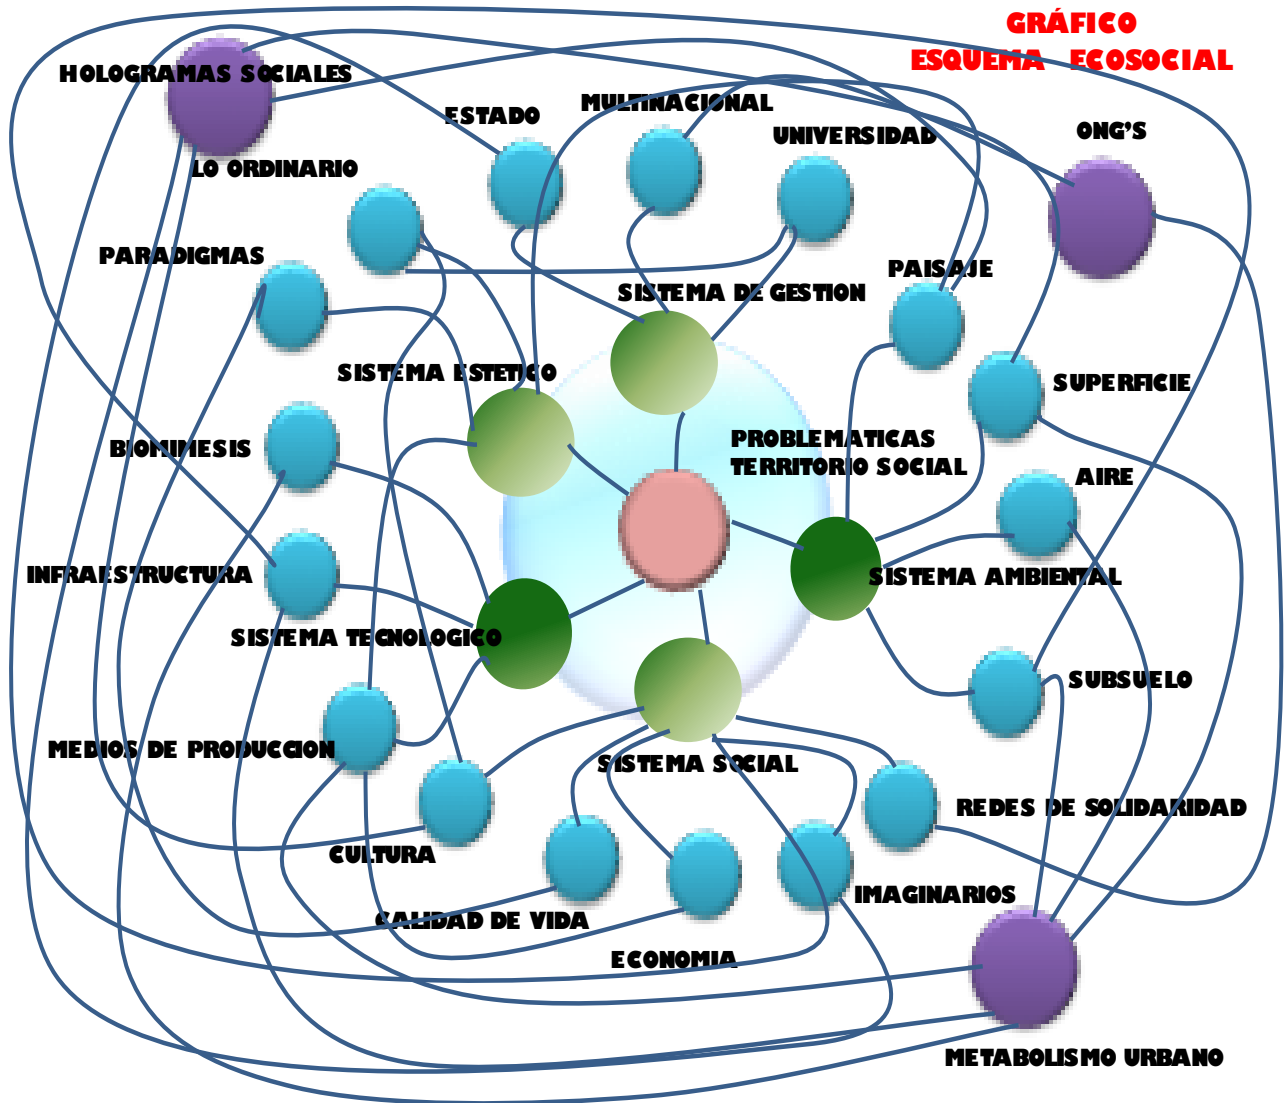 GRÁFICO
ESQUEMA ECOSOCIAL
HOLOGRAMAS SOCIALES
MULTINACIONAL
ESTADO
UNIVERSIDAD
ONG'S
LO ORDINARIO
PARADIGMAS
PAISAJE
SISTEMA DE GESTION
SISTEMA ESTETICO
SUPERFICIE
PROBLEMATICAS
TERRITORIO SOCIAL
BIOMIMESIS
AIRE
INFRAESTRUCTURA
SISTEMA AMBIENTAL
SISTEMA TECNOLOGICO
SUBSUELO
MEDIOS DE PRODUCCION
SISTEMA SOCIAL
REDES DE SOLIDARIDAD
CULTURA
IMAGINARIOS
CALIDAD DE VIDA
ECONOMIA
METABOLISMO URBANO